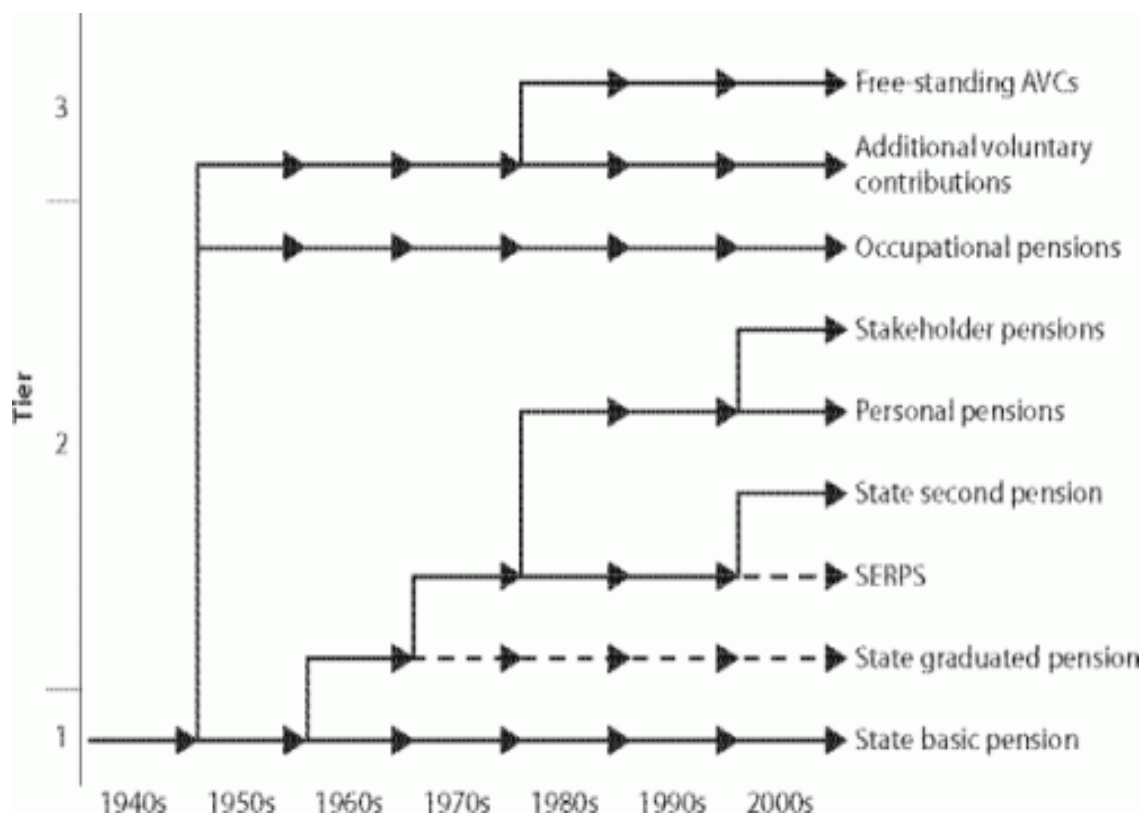 3
Free-standing AVCs
Additional voluntary
contributions
Occupational pensions
Stakeholder pensions
Tier
Personal pensions
2
State second pension
SERPS
State graduated pension
1
State basic pension
1940s 1950s 1960s 1970s 1980s 1990s 2000s